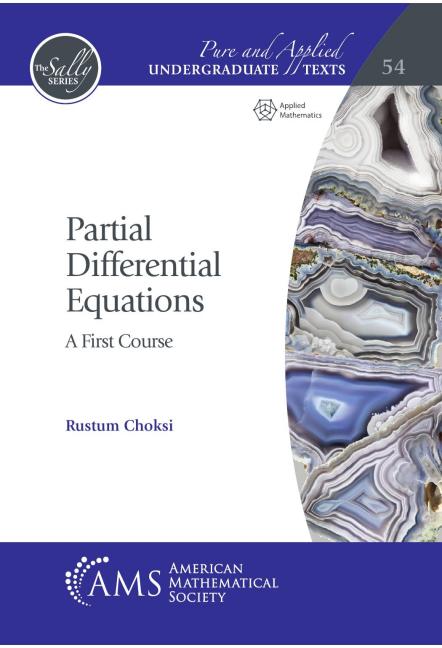 The Sally
SERIES
Pure and Applied
UNDERGRADUATE TEXTS
54
Applied
Mathematics
Partial
Differential
Equations
A First Course
Rustum Choksi
AMS
AMERICAN
MATHEMATICAL
SOCIETY